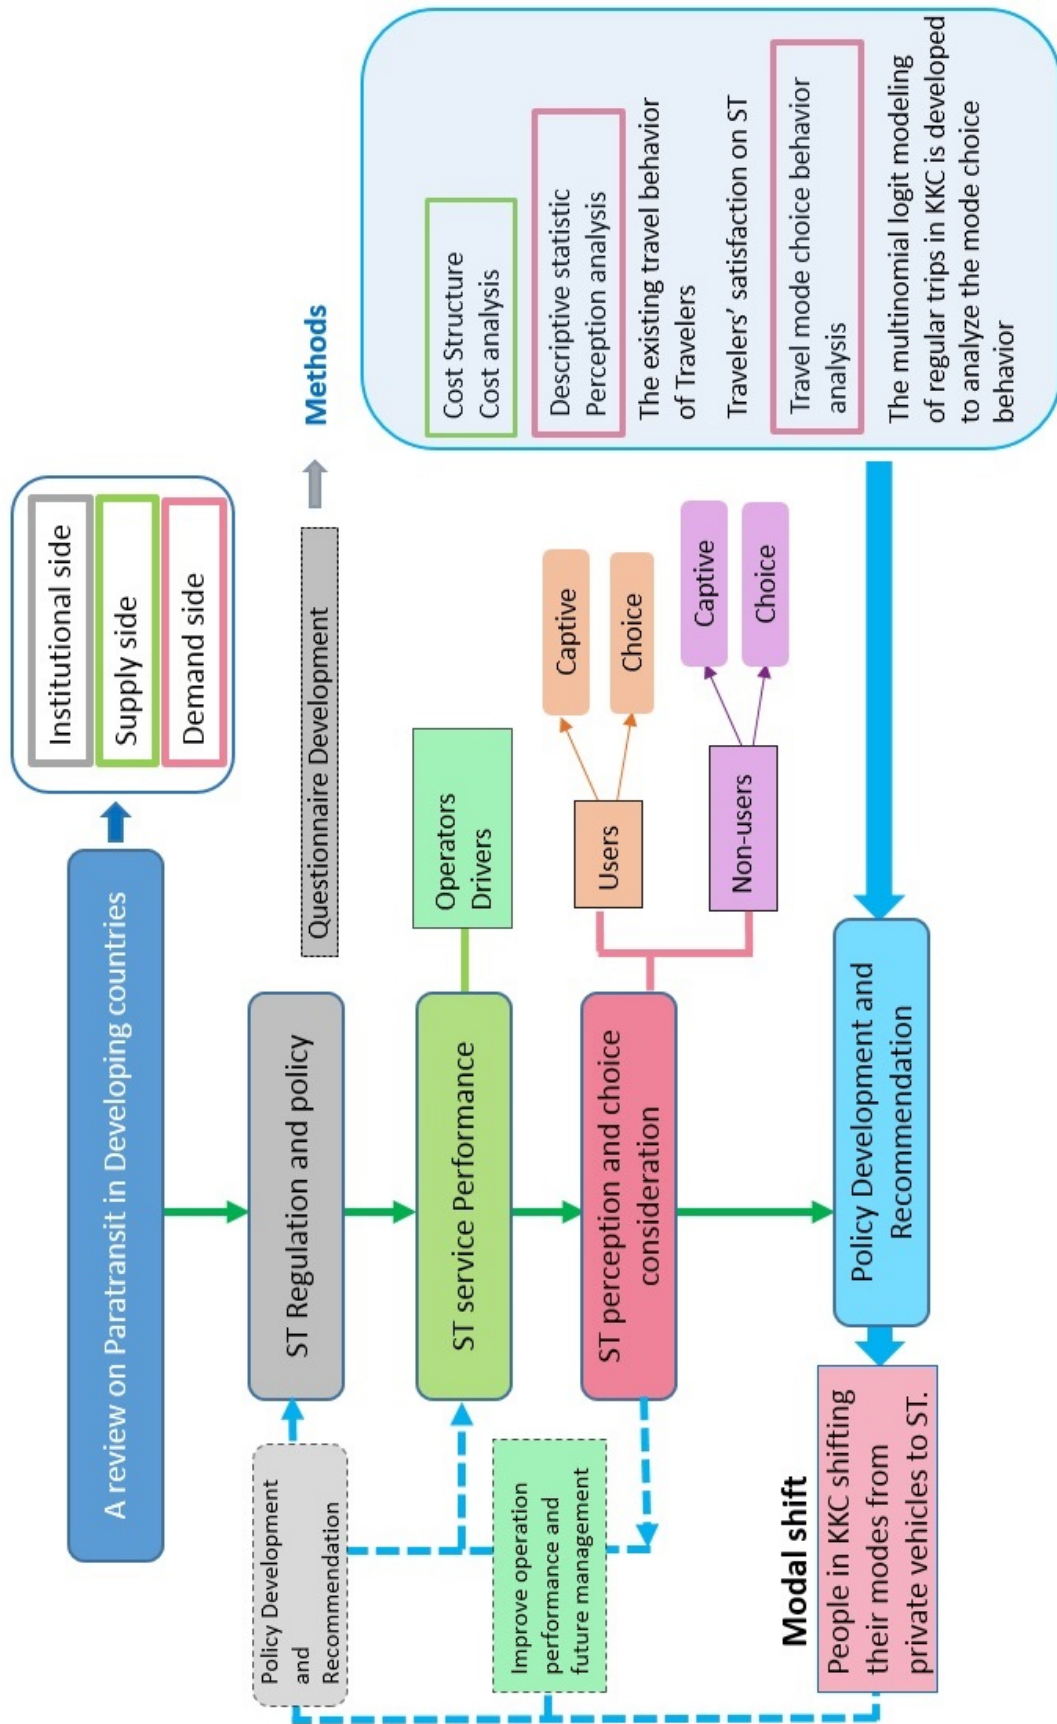 A review on Paratransit in Developing countries
Institutional side
Supply side
Demand side
Policy Development
and
Recommendation
ST Regulation and policy
Questionnaire Development
Methods
ST service Performance
Operators
Drivers
Improve operation
performance and
future management
ST perception and choice
consideration
Users
Captive
Choice
Non-users
Captive
Choice
Cost Structure
Cost analysis
Descriptive statistic
Perception analysis
The existing travel behavior
of Travelers
Travelers’ satisfaction on ST
Travel mode choice behavior
analysis
The multinomial logit modeling
of regular trips in KKC is developed
to analyze the mode choice
behavior
Modal shift
People in KKC shifting
their modes from
private vehicles to ST.
Policy Development and
Recommendation